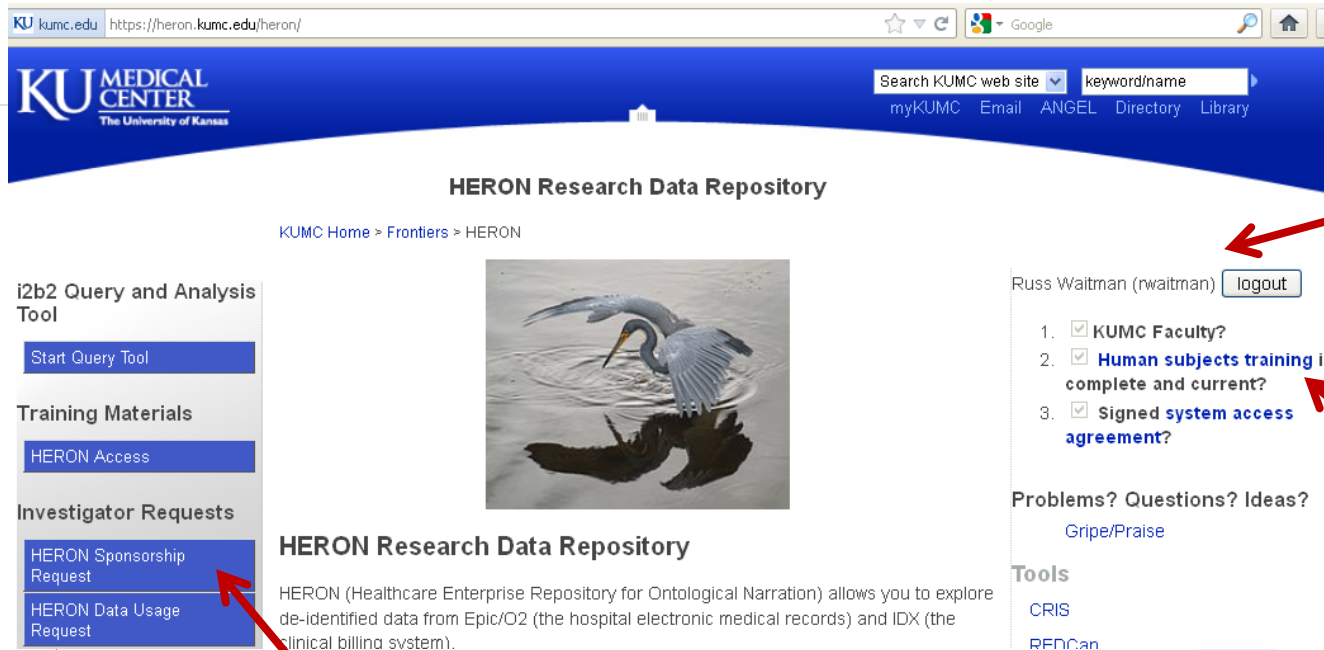 KU kumc.edu https://heron.kumc.edu/heron/
Google
KU MEDICAL
CENTER
The University of Kansas
Search KUMC web site keyword/name
myKUMC Email ANGEL Directory Library
HERON Research Data Repository
KUMC Home > Frontiers > HERON
i2b2 Query and Analysis
Tool
Start Query Tool
Training Materials
HERON Access
Investigator Requests
HERON Sponsorship
Request
HERON Data Usage
Request
HERON Research Data Repository
HERON (Healthcare Enterprise Repository for Ontological Narration) allows you to explore
de-identified data from Epic/O2 (the hospital electronic medical records) and IDX (the
clinical billing system).
Russ Waitman (rwaitman) logout
1. KUMC Faculty?
2. Human subjects training i
complete and current?
3. Signed system access
agreement?
Problems? Questions? Ideas?
Gripe/Praise
Tools
CRIS
REDCap